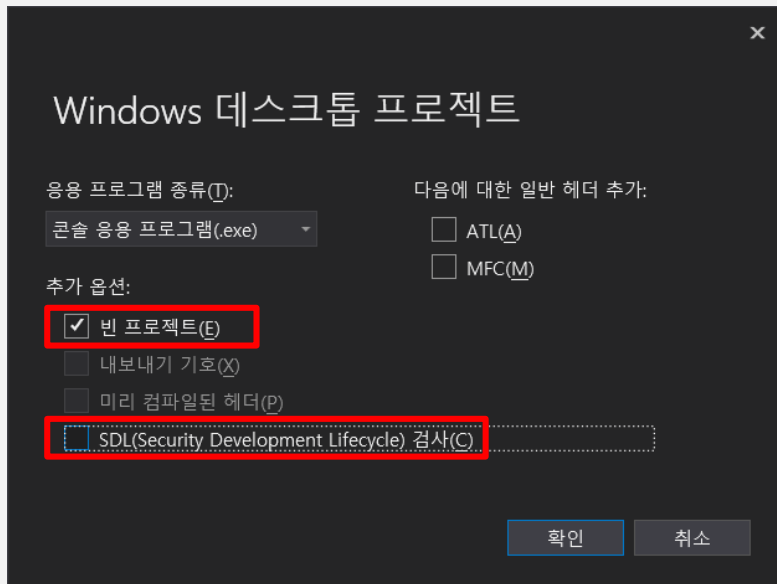 Windows 데스크톱 프로젝트
응용 프로그램 종류(T):
콘솔 응용 프로그램(.exe)
추가 옵션:
빈 프로젝트(E)
내보내기 기호(X)
미리 컴파일된 헤더(P)
SDL(Security Development Lifecycle) 검사(C)
다음에 대한 일반 헤더 추가:
ATL(A)
MFC(M)
확인
취소